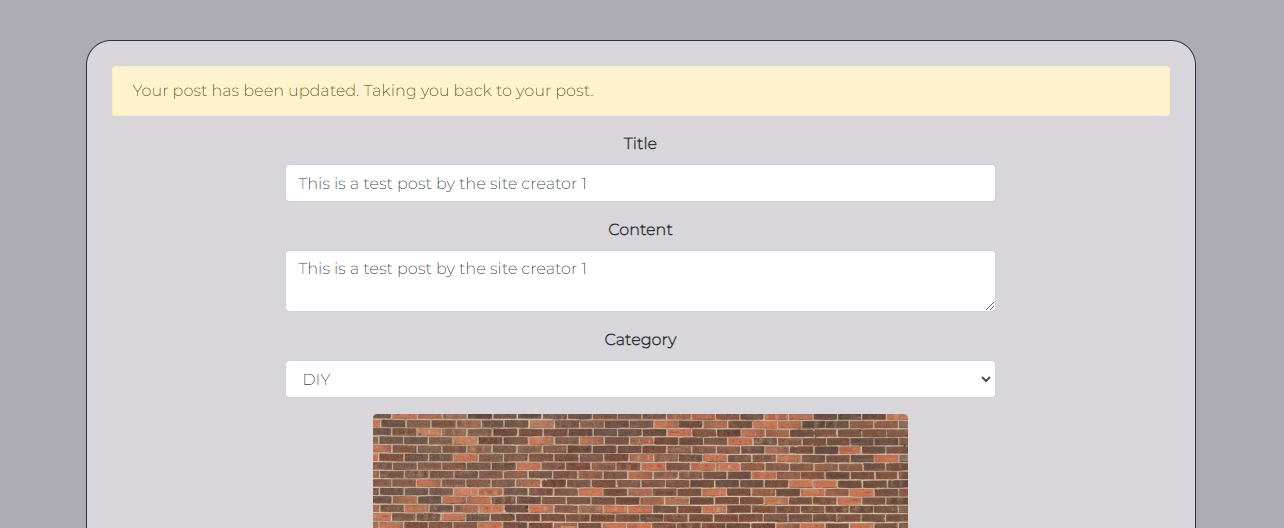 Your post has been updated. Taking you back to your post.
Title
This is a test post by the site creator 1
Content
This is a test post by the site creator 1
Category
DIY